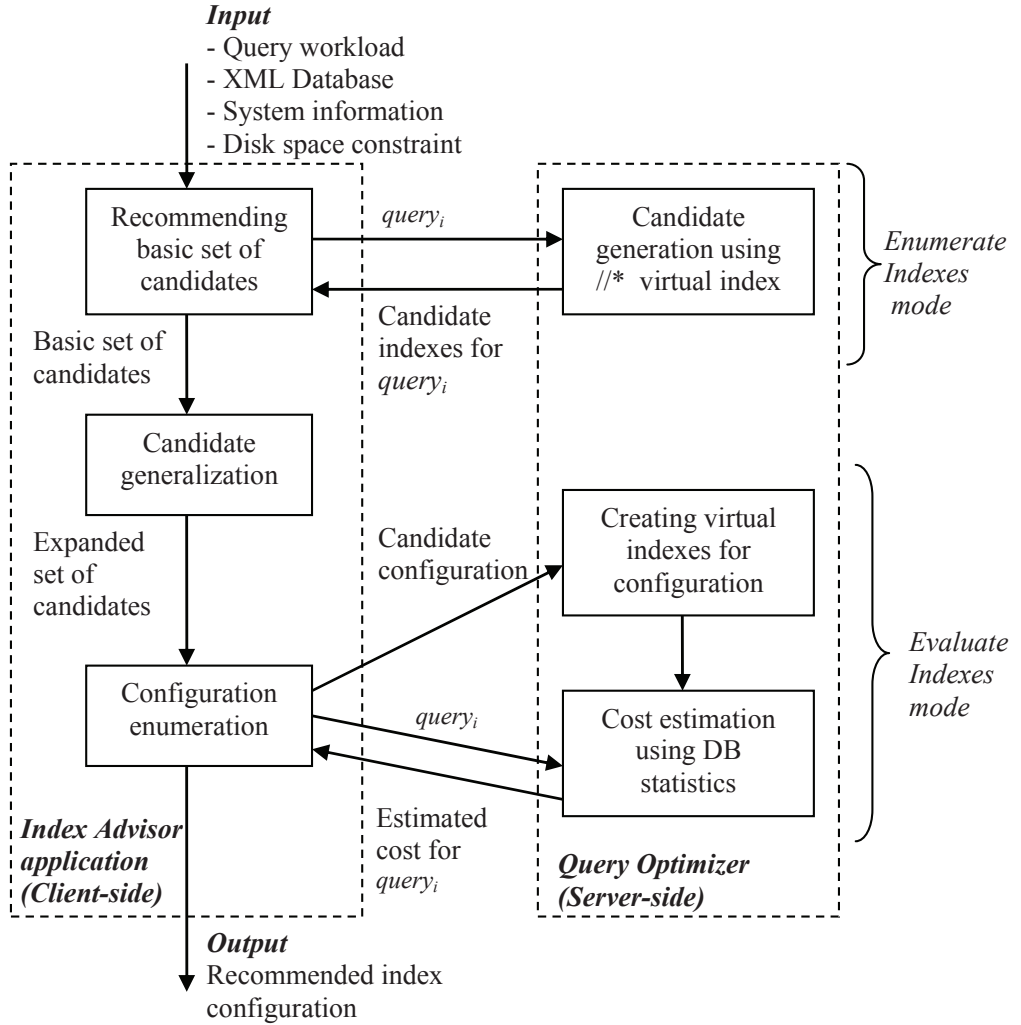 Input
- Query workload
- XML Database
- System information
- Disk space constraint
Recommending
basic set of
candidates
query_i
Candidate
generation using
//* virtual index
Enumerate
Indexes
mode
Candidate
indexes for
query_i
Basic set of
candidates
Candidate
generalization
Expanded
set of
candidates
Candidate
configuration
Creating virtual
indexes for
configuration
Evaluate
Indexes
mode
Configuration
enumeration
query_i
Cost estimation
using DB
statistics
Estimated
cost for
query_i
Index Advisor
application
(Client-side)
Query Optimizer
(Server-side)
Output
Recommended index
configuration